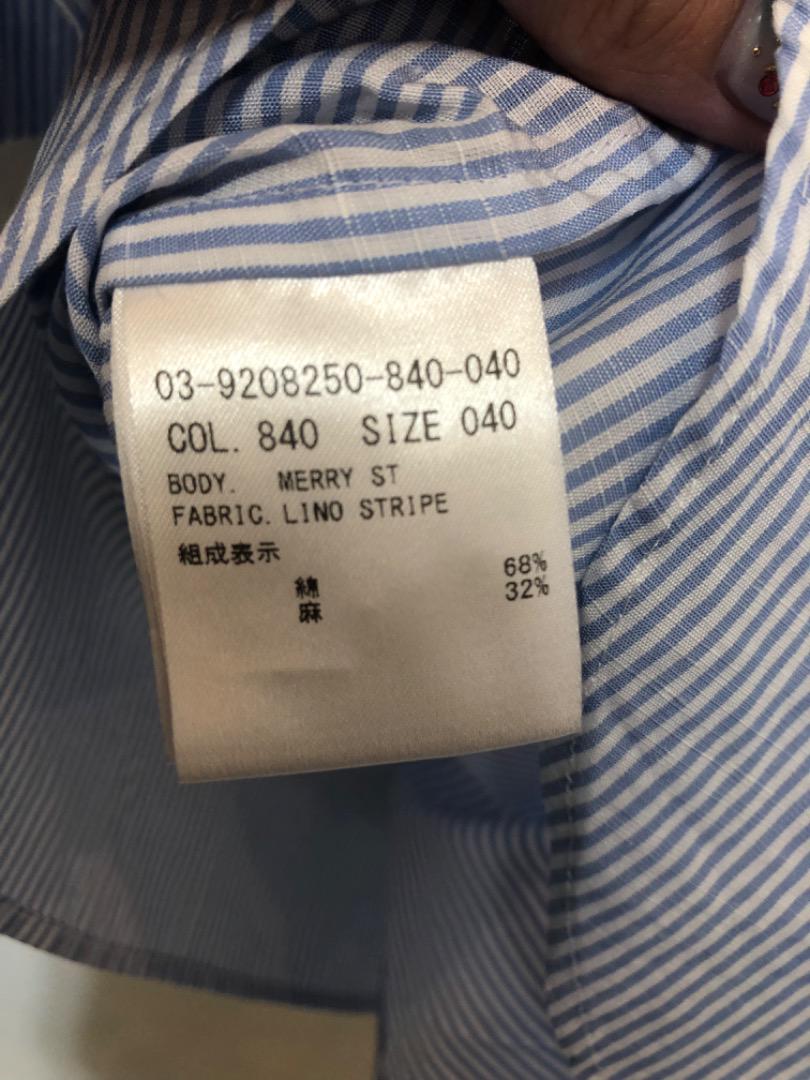 03-9208250-840-040
COL. 840 SIZE 040
BODY. MERRY ST
FABRIC. LINO STRIPE
組成表示
綿 68%
麻 32%